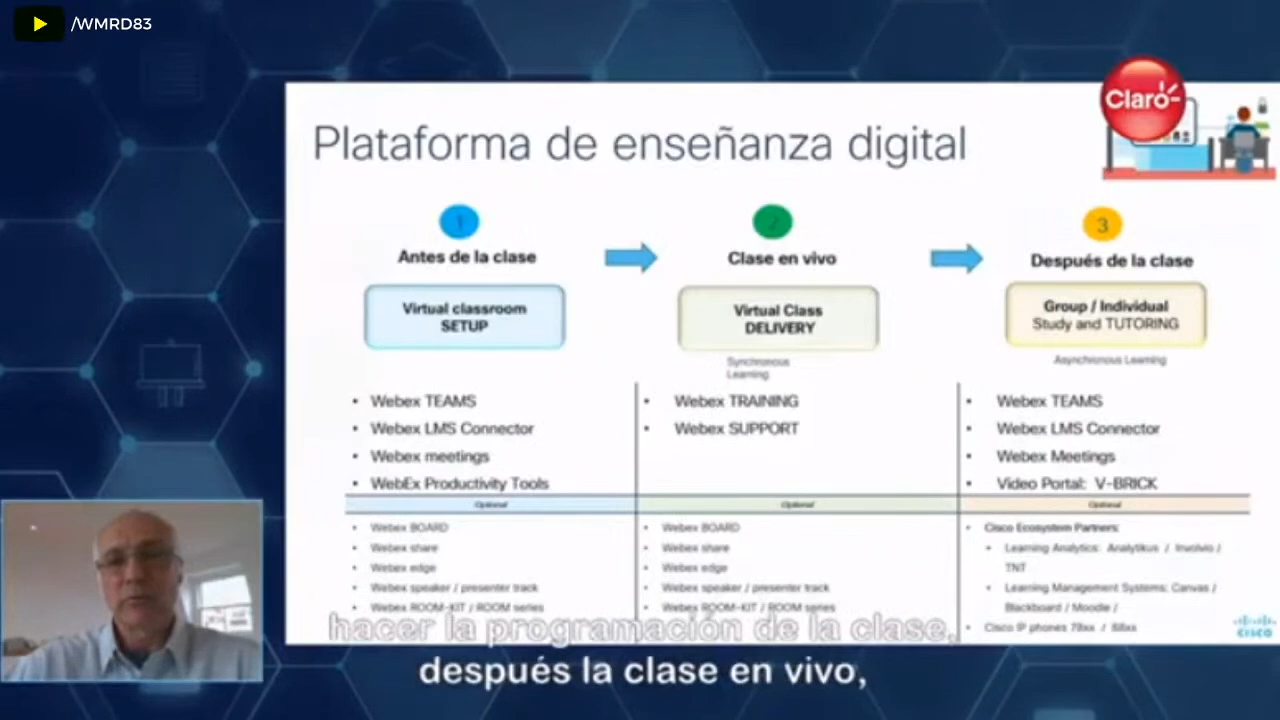 /WMRD83
Claro-
Plataforma de enseñanza digital
1
2
3
Antes de la clase
Clase en vivo
Después de la clase
Virtual classroom
SETUP
Virtual Class
DELIVERY
Group / Individual
Study and TUTORING
Synchronous
Learning
Asynchronous Learning
• Webex TEAMS
• Webex LMS Connector
• Webex meetings
• WebEx Productivity Tools
• Webex TRAINING
• Webex SUPPORT
• Webex TEAMS
• Webex LMS Connector
• Webex Meetings
• Video Portal: V-BRICK
Optional
Optional
Optional
• Webex BOARD
• Webex share
• Webex edge
• Webex speaker / presenter track
• Webex ROOM-KIT / ROOM series
• Webex BOARD
• Webex share
• Webex edge
• Webex speaker / presenter track
• Webex ROOM-KIT / ROOM series
• Cisco Ecosystem Partners:
• Learning Analytics: Analytikus / Involvio /
TNT
• Learning Management Systems: Canvas /
Blackboard / Moodle /
• Cisco IP phones 78xx / 88xx
CISCO
hacer la programación de la clase,
después la clase en vivo,